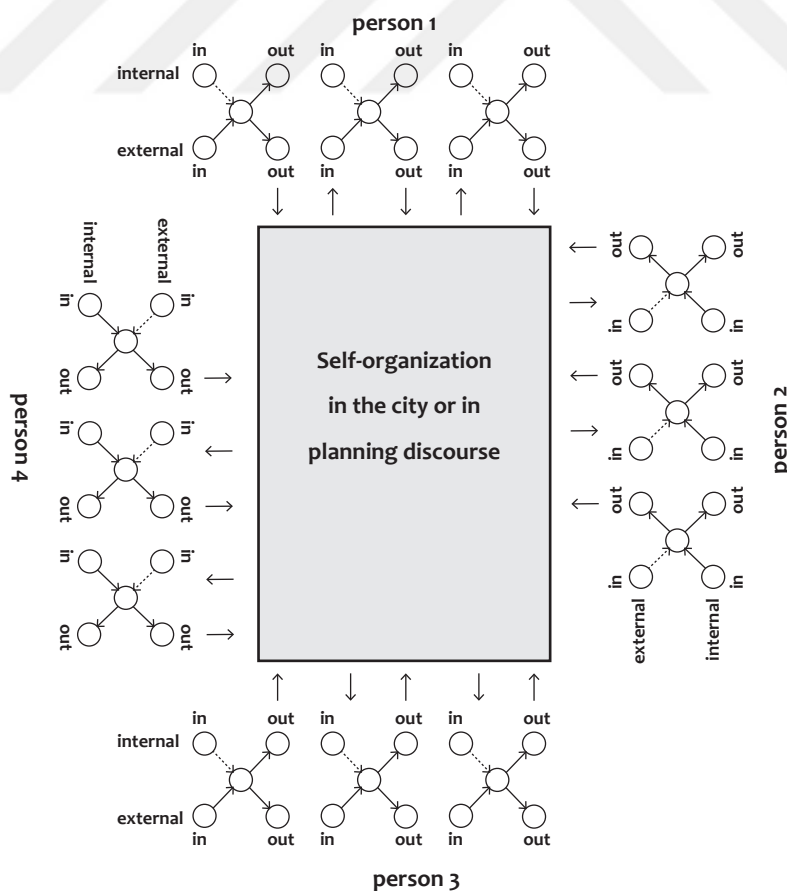 person 1
in out in out in out
internal
external
in out in out in out
internal external
in in
out out
in in
out out
in in
out out
person 4
Self-organization
in the city or in
planning discourse
out out
in in
out out
in in
out out
in in
external internal
person 2
in out in out in out
internal
external
in out in out in out
person 3